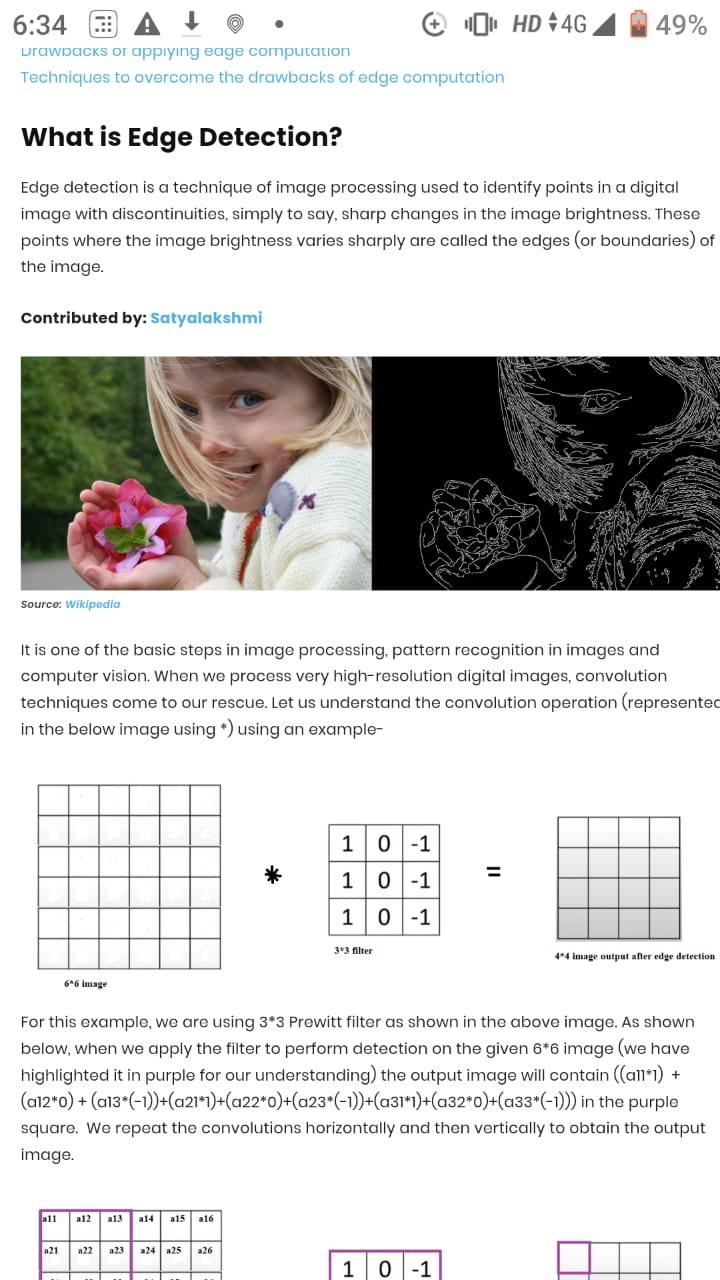 6:34 HD 4G 49%
Drawbacks of applying edge computation
Techniques to overcome the drawbacks of edge computation
What is Edge Detection?
Edge detection is a technique of image processing used to identify points in a digital
image with discontinuities, simply to say, sharp changes in the image brightness. These
points where the image brightness varies sharply are called the edges (or boundaries) of
the image.
Contributed by: Satyalakshmi
Source: Wikipedia
It is one of the basic steps in image processing, pattern recognition in images and
computer vision. When we process very high-resolution digital images, convolution
techniques come to our rescue. Let us understand the convolution operation (represented
in the below image using *) using an example-
1 0 -1
* 1 0 -1 =
1 0 -1
3*3 filter
4*4 image output after edge detection
6*6 image
For this example, we are using 3*3 Prewitt filter as shown in the above image. As shown
below, when we apply the filter to perform detection on the given 6*6 image (we have
highlighted it in purple for our understanding) the output image will contain ((a11*1) +
(a12*0) + (a13*(-1))+(a21*1)+(a22*0)+(a23*(-1))+(a31*1)+(a32*0)+(a33*(-1))) in the purple
square. We repeat the convolutions horizontally and then vertically to obtain the output
image.
a11 a12 a13 a14 a15 a16
a21 a22 a23 a24 a25 a26
1 0 -1